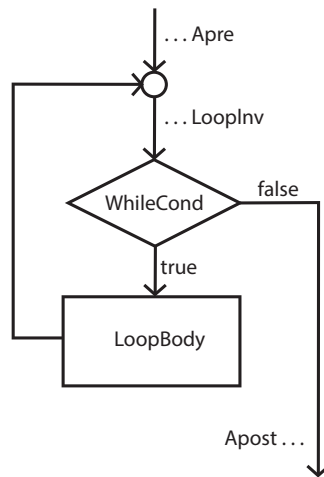 ... Apre
... LoopInv
WhileCond
false
true
LoopBody
Apost ...